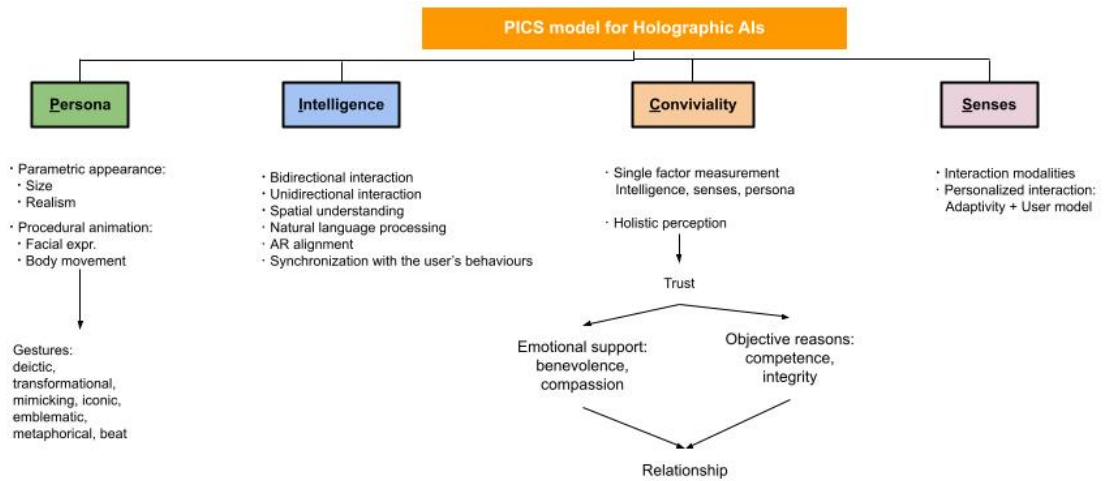 PICS model for Holographic AIs
Persona
Intelligence
Conviviality
Senses
· Parametric appearance:
· Size
· Realism
· Procedural animation:
· Facial expr.
· Body movement
Gestures:
deictic,
transformational,
mimicking, iconic,
emblematic,
metaphorical, beat
· Bidirectional interaction
· Unidirectional interaction
· Spatial understanding
· Natural language processing
· AR alignment
· Synchronization with the user's behaviours
· Single factor measurement
Intelligence, senses, persona
· Holistic perception
Trust
Emotional support:
benevolence,
compassion
Objective reasons:
competence,
integrity
Relationship
· Interaction modalities
· Personalized interaction:
Adaptivity + User model